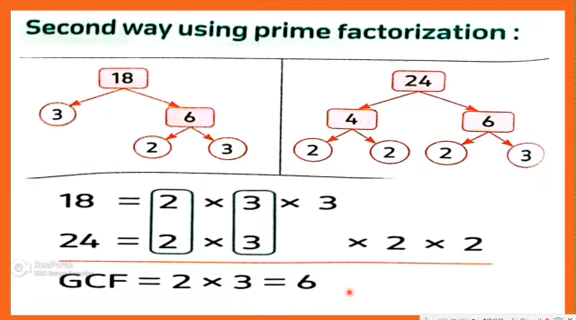 Second way using prime factorization :
18 24
3 6 4 6
2 3 2 2 2 3
18 = 2 × 3 × 3
24 = 2 × 3 × 2 × 2
GCF = 2 × 3 = 6